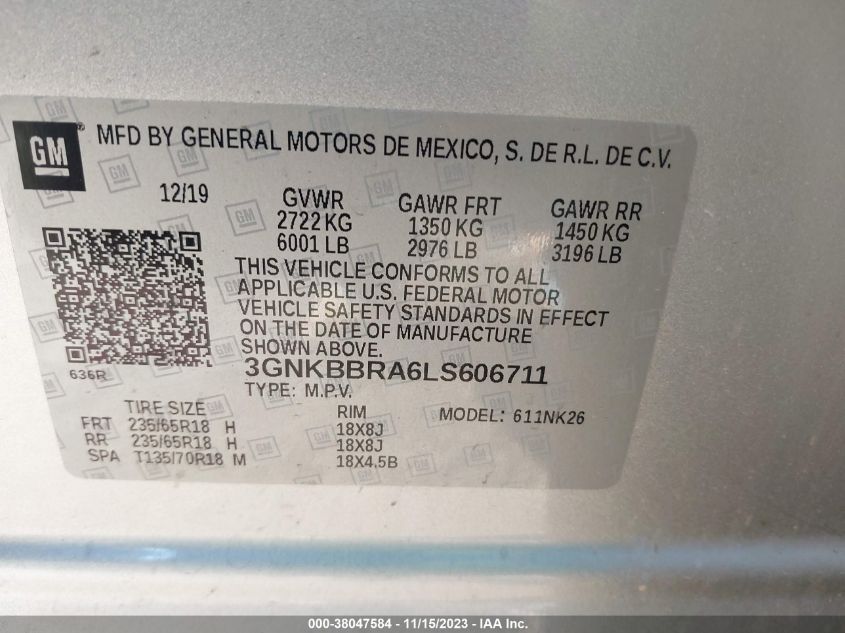 GM ® MFD BY GENERAL MOTORS DE MEXICO, S. DE R.L. DE C.V.
12/19 GVWR GAWR FRT GAWR RR
2722 KG 1350 KG 1450 KG
6001 LB 2976 LB 3196 LB
THIS VEHICLE CONFORMS TO ALL
APPLICABLE U.S. FEDERAL MOTOR
VEHICLE SAFETY STANDARDS IN EFFECT
ON THE DATE OF MANUFACTURE
SHOWN ABOVE.
636R 3GNKBBRA6LS606711
TYPE: M.P.V.
TIRE SIZE RIM MODEL: 611NK26
FRT 235/65R18 H 18X8J
RR 235/65R18 H 18X8J
SPA T135/70R18 M 18X4,5B
000-38047584 - 11/15/2023 - IAA Inc.